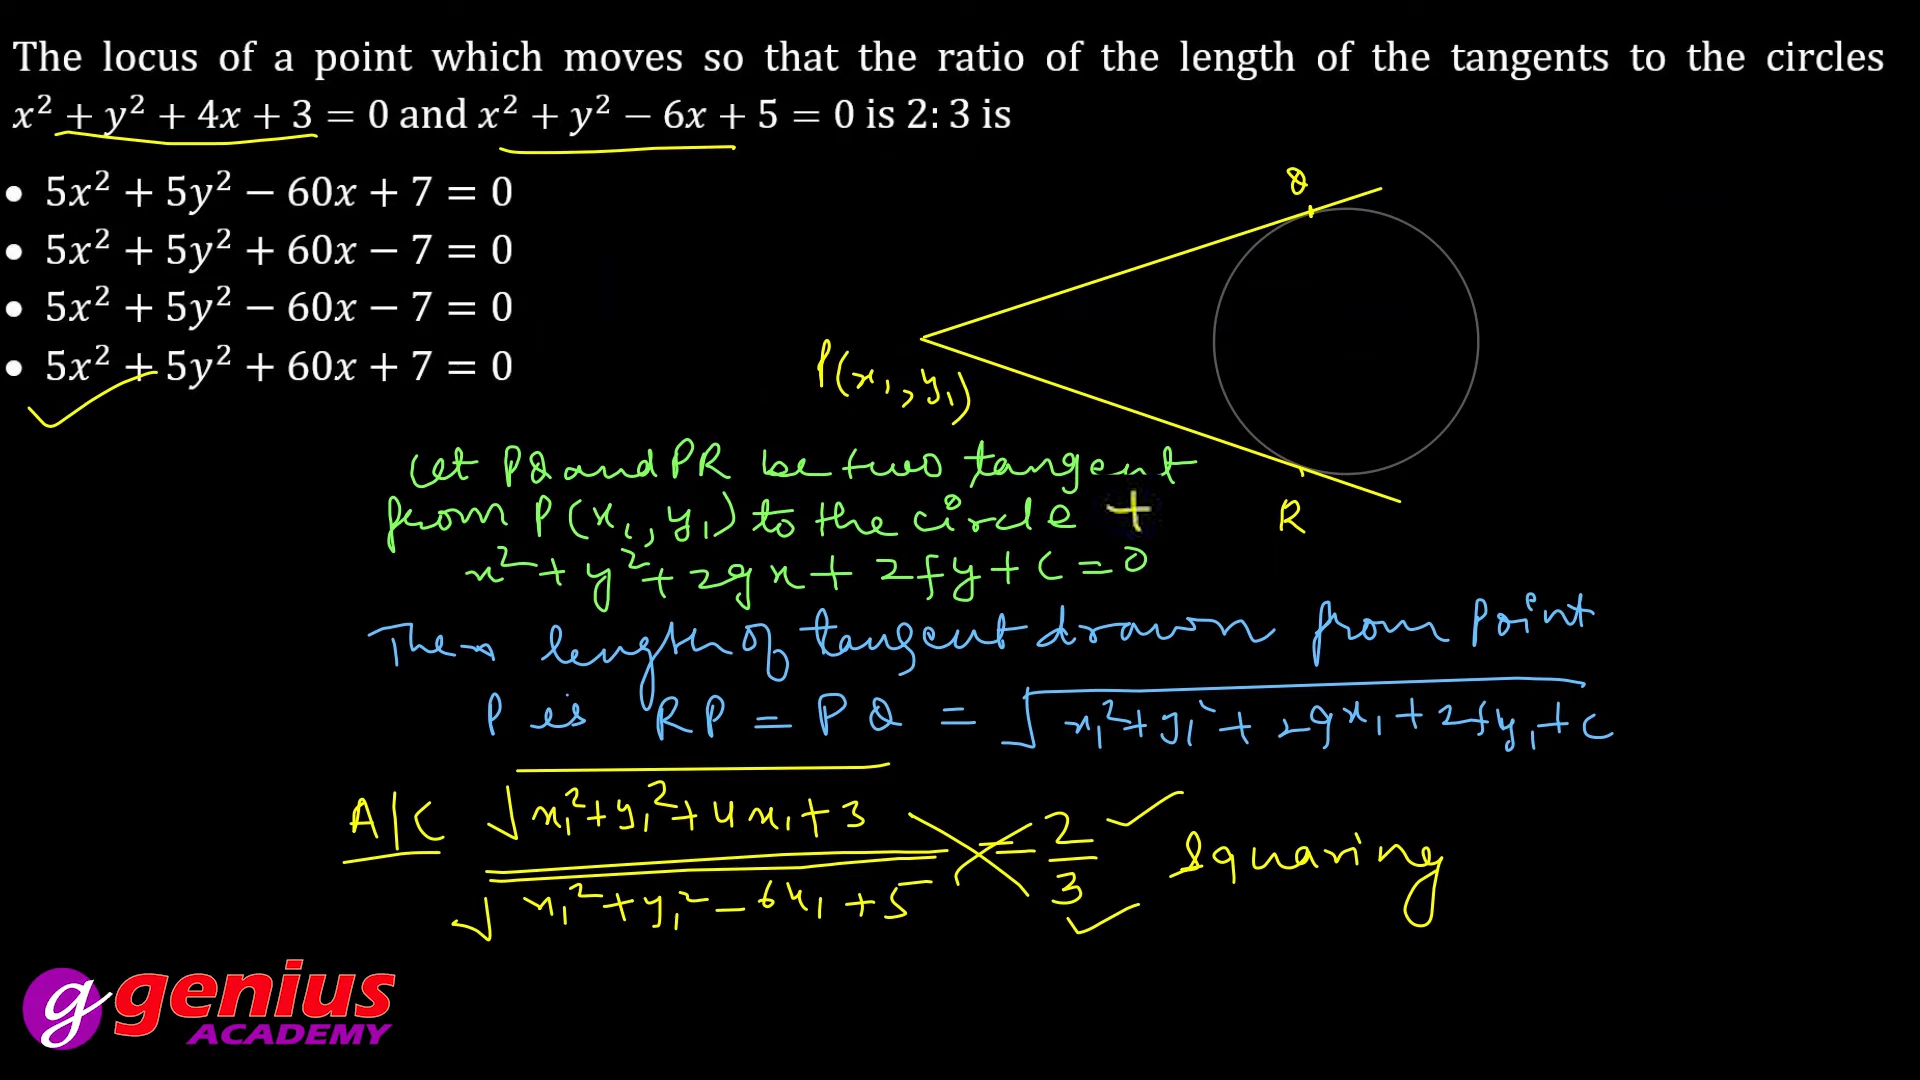 The locus of a point which moves so that the ratio of the length of the tangents to the circles
x² + y² + 4x + 3 = 0 and x² + y² − 6x + 5 = 0 is 2: 3 is
• 5x² + 5y² − 60x + 7 = 0
• 5x² + 5y² + 60x − 7 = 0
• 5x² + 5y² − 60x − 7 = 0
• 5x² + 5y² + 60x + 7 = 0
Q
P(x₁, y₁)
R
Let PQ and PR be two tangent
from P(x₁, y₁) to the circle
x² + y² + 2gx + 2fy + c = 0
Then length of tangent drawn from Point
P is RP = PQ = √(x₁² + y₁² + 2gx₁ + 2fy₁ + c)
A|C √(x₁² + y₁² + 4x₁ + 3) / √(x₁² + y₁² − 6x₁ + 5) = 2/3 Squaring
g genius
ACADEMY